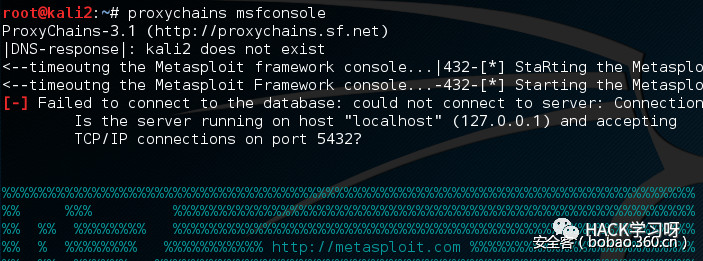 root@kali2:~# proxychains msfconsole
ProxyChains-3.1 (http://proxychains.sf.net)
|DNS-response|: kali2 does not exist
<--timeoutng the Metasploit framework console...|432-[*] StaRting the Metasplo
<--timeoutng the Metasploit Framework console...-432-[*] Starting the Metasplo
[-] Failed to connect to the database: could not connect to server: Connection
Is the server running on host "localhost" (127.0.0.1) and accepting
TCP/IP connections on port 5432?
http://metasploit.com
HACK学习呀
安全客(bobao.360.cn)